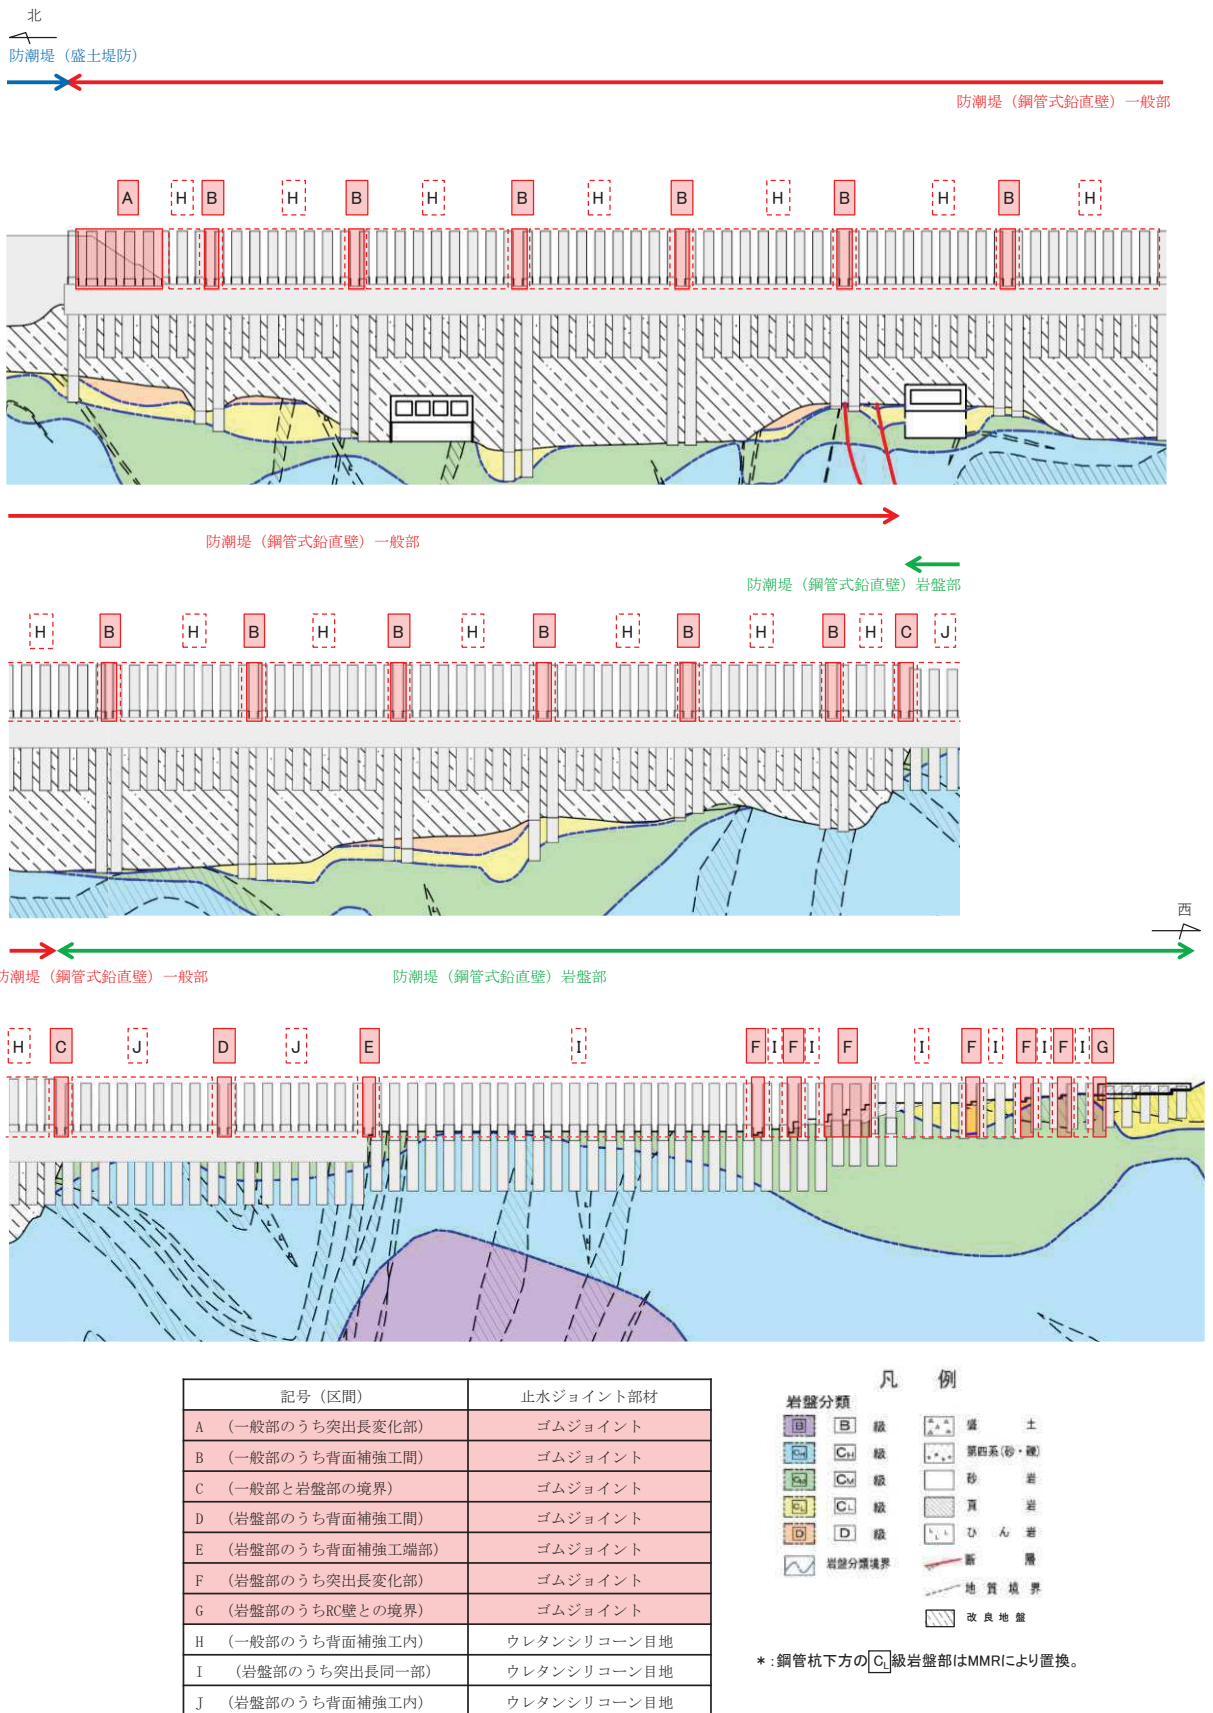 北
防潮堤（盛土堤防）
防潮堤（鋼管式鉛直壁）一般部
A H B H B H B H B H B H B H
防潮堤（鋼管式鉛直壁）一般部
防潮堤（鋼管式鉛直壁）岩盤部
H B H B H B H B H B H B H C J
西
防潮堤（鋼管式鉛直壁）一般部 防潮堤（鋼管式鉛直壁）岩盤部
H C J D J E I F I F I F I F I F I F I G
記号（区間） 止水ジョイント部材
A （一般部のうち突出長変化部） ゴムジョイント
B （一般部のうち背面補強工間） ゴムジョイント
C （一般部と岩盤部の境界） ゴムジョイント
D （岩盤部のうち背面補強工間） ゴムジョイント
E （岩盤部のうち背面補強工端部） ゴムジョイント
F （岩盤部のうち突出長変化部） ゴムジョイント
G （岩盤部のうちRC壁との境界） ゴムジョイント
H （一般部のうち背面補強工内） ウレタンシリコーン目地
I （岩盤部のうち突出長同一部） ウレタンシリコーン目地
J （岩盤部のうち背面補強工内） ウレタンシリコーン目地
凡 例
岩盤分類
B B 級 盛 土
CH CH 級 第四系(砂・礫)
CM CM 級 砂 岩
CL CL 級 頁 岩
D D 級 ひ ん 岩
岩盤分類境界 断 層
地 質 境 界
改 良 地 盤
＊:鋼管杭下方のCL級岩盤部はMMRにより置換。